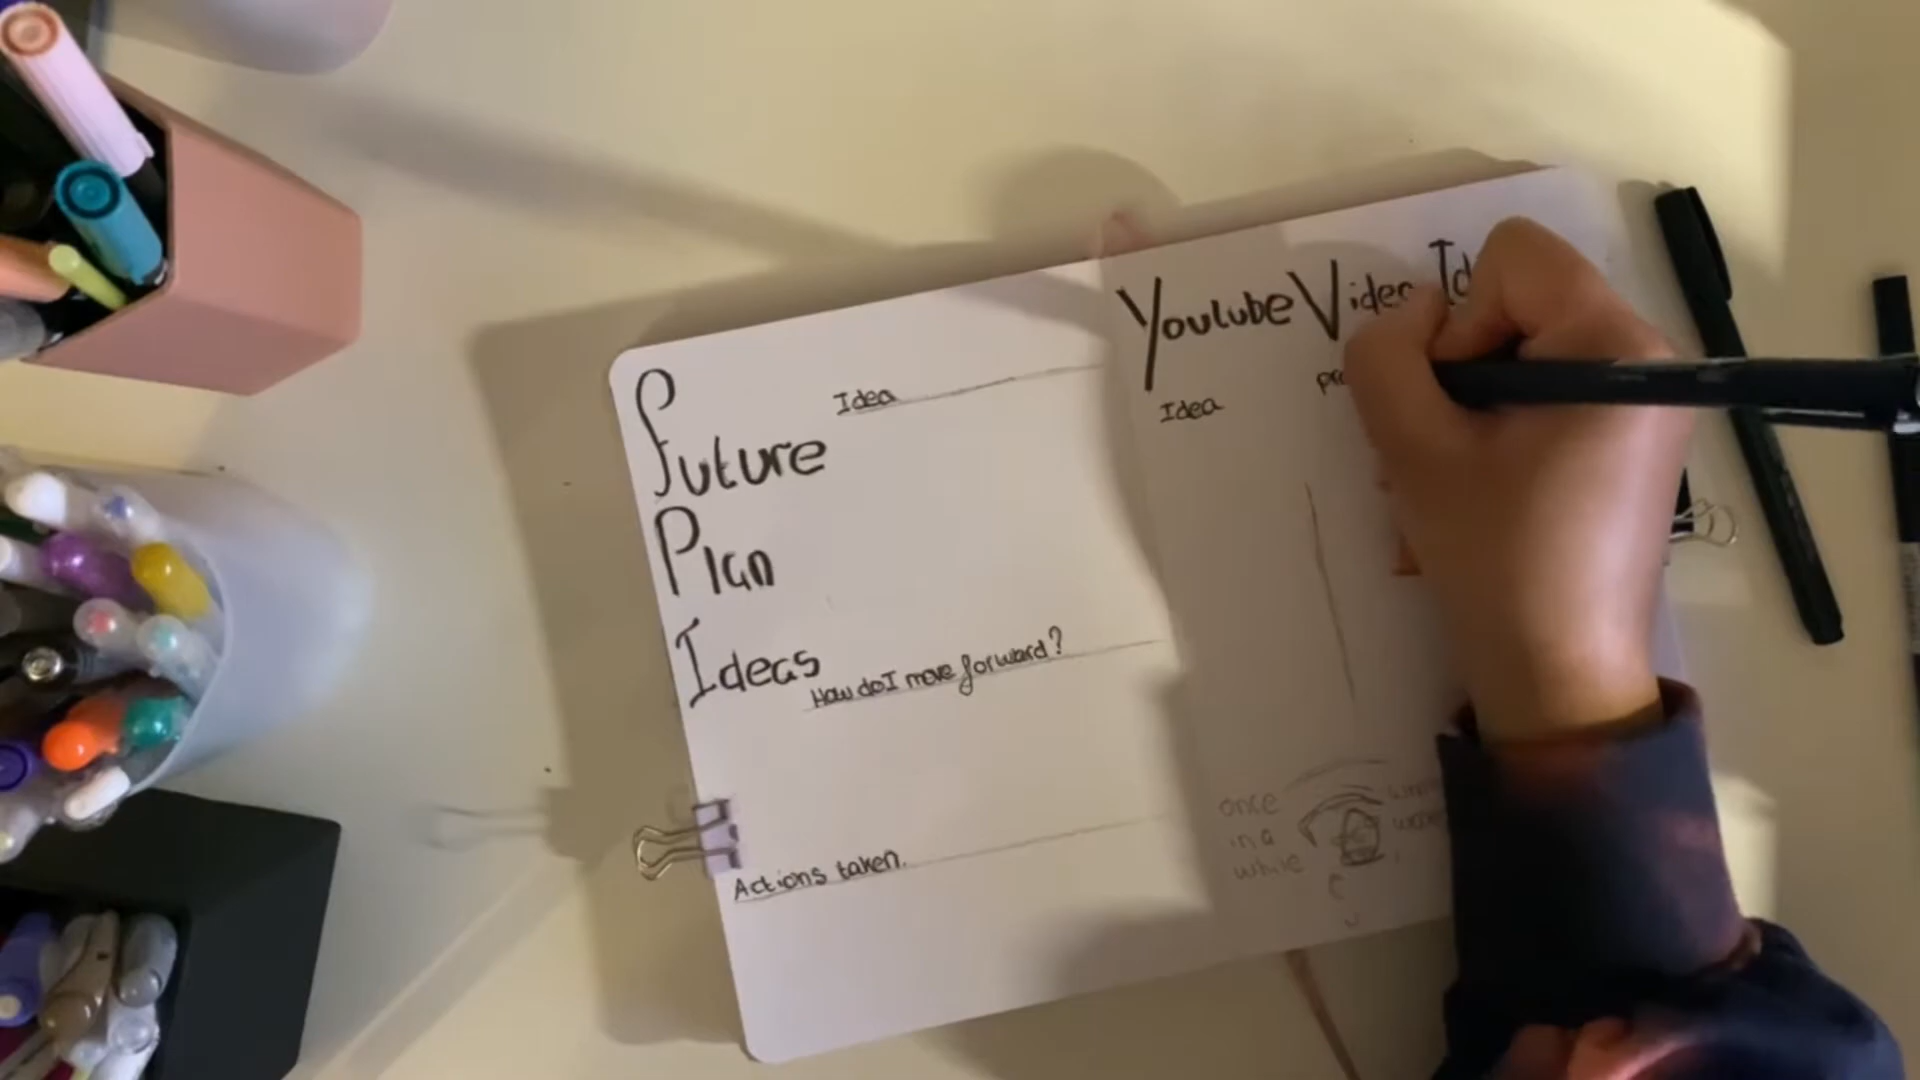 Future
Plan
Ideas
Idea
How do I move forward?
Actions taken.
Youtube Video
Idea
once
in a
while